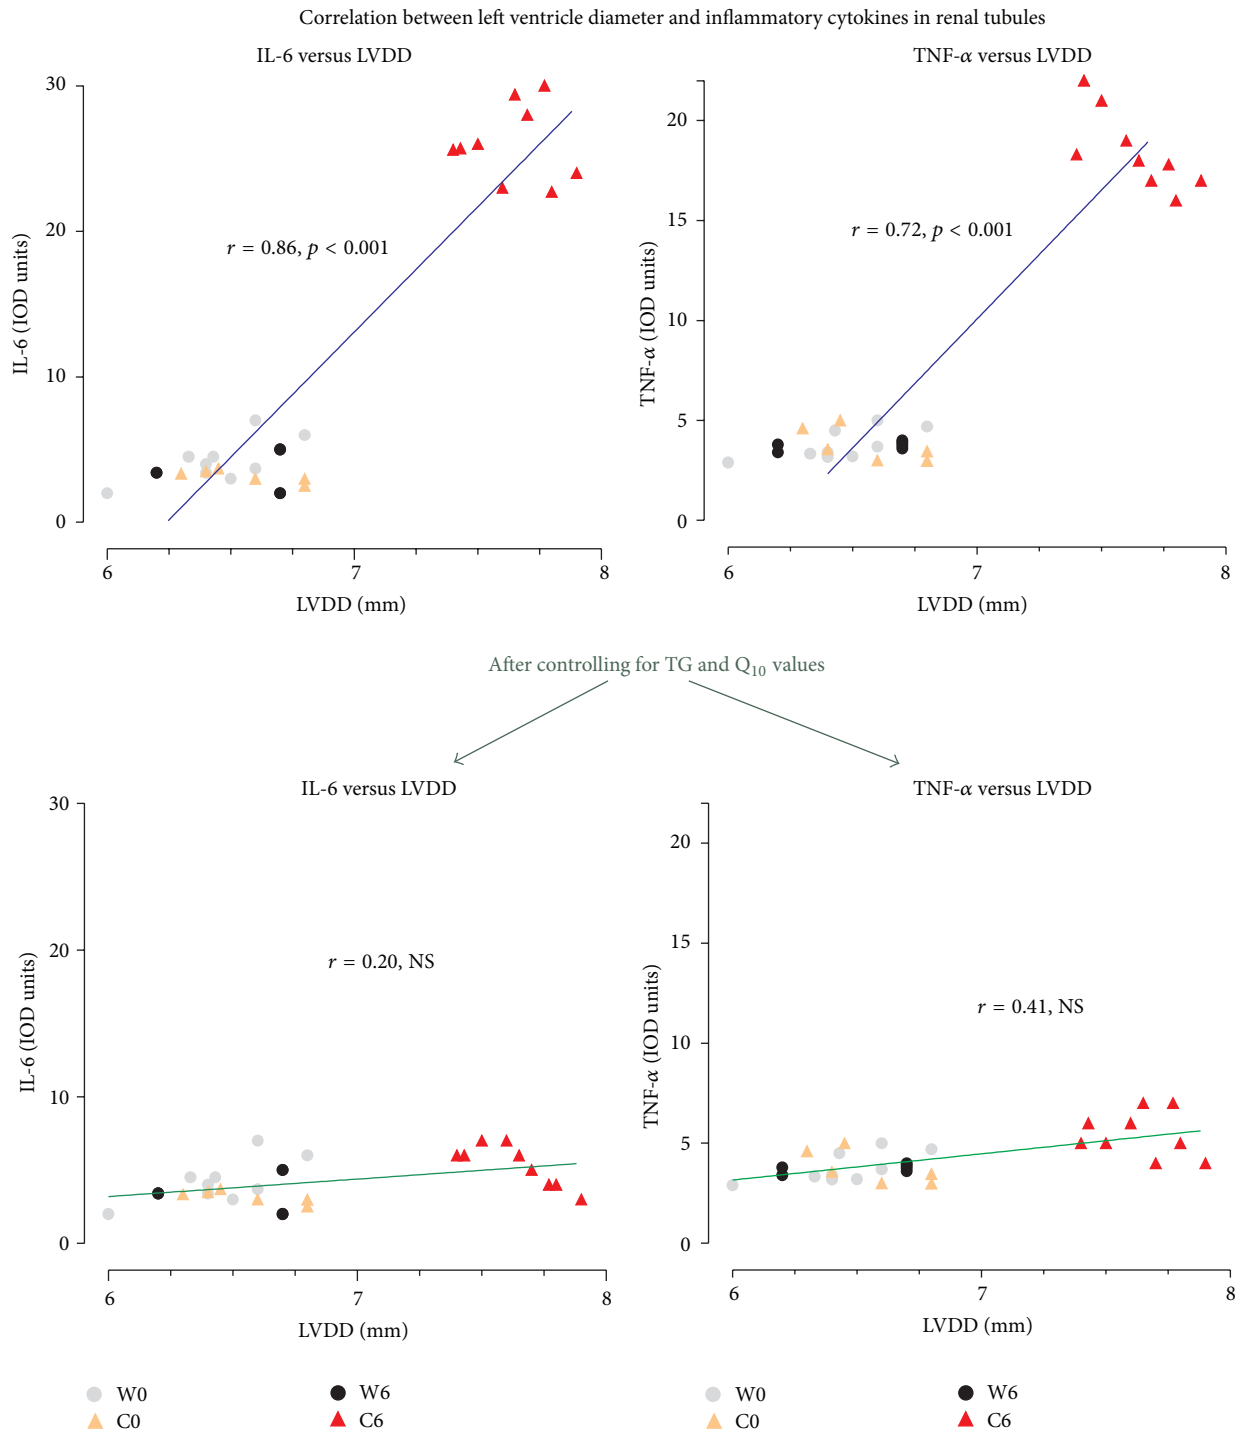 Correlation between left ventricle diameter and inflammatory cytokines in renal tubules
IL-6 versus LVDD
30
20
10
0
IL-6 (IOD units)
r = 0.86, p < 0.001
6
7
8
LVDD (mm)
TNF-α versus LVDD
20
15
10
5
0
TNF-α (IOD units)
r = 0.72, p < 0.001
6
7
8
LVDD (mm)
After controlling for TG and Q10 values
IL-6 versus LVDD
30
20
10
0
IL-6 (IOD units)
r = 0.20, NS
6
7
8
LVDD (mm)
TNF-α versus LVDD
20
15
10
5
0
TNF-α (IOD units)
r = 0.41, NS
6
7
8
LVDD (mm)
W0
C0
W6
C6
W0
C0
W6
C6